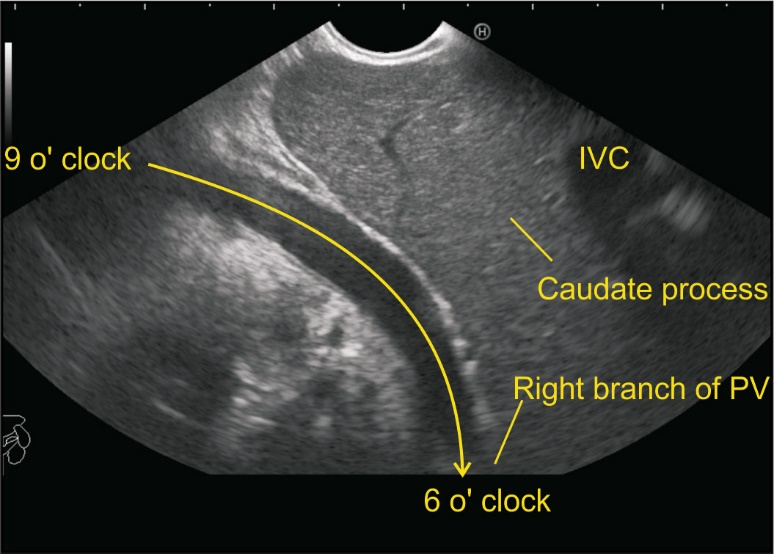 H
9 o' clock
IVC
Caudate process
Right branch of PV
6 o' clock